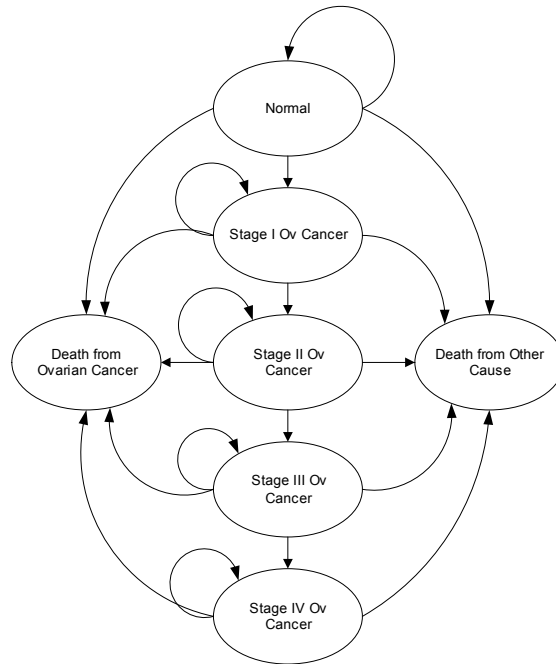 Normal
Stage I Ov Cancer
Death from
Ovarian Cancer
Stage II Ov
Cancer
Death from Other
Cause
Stage III Ov
Cancer
Stage IV Ov
Cancer